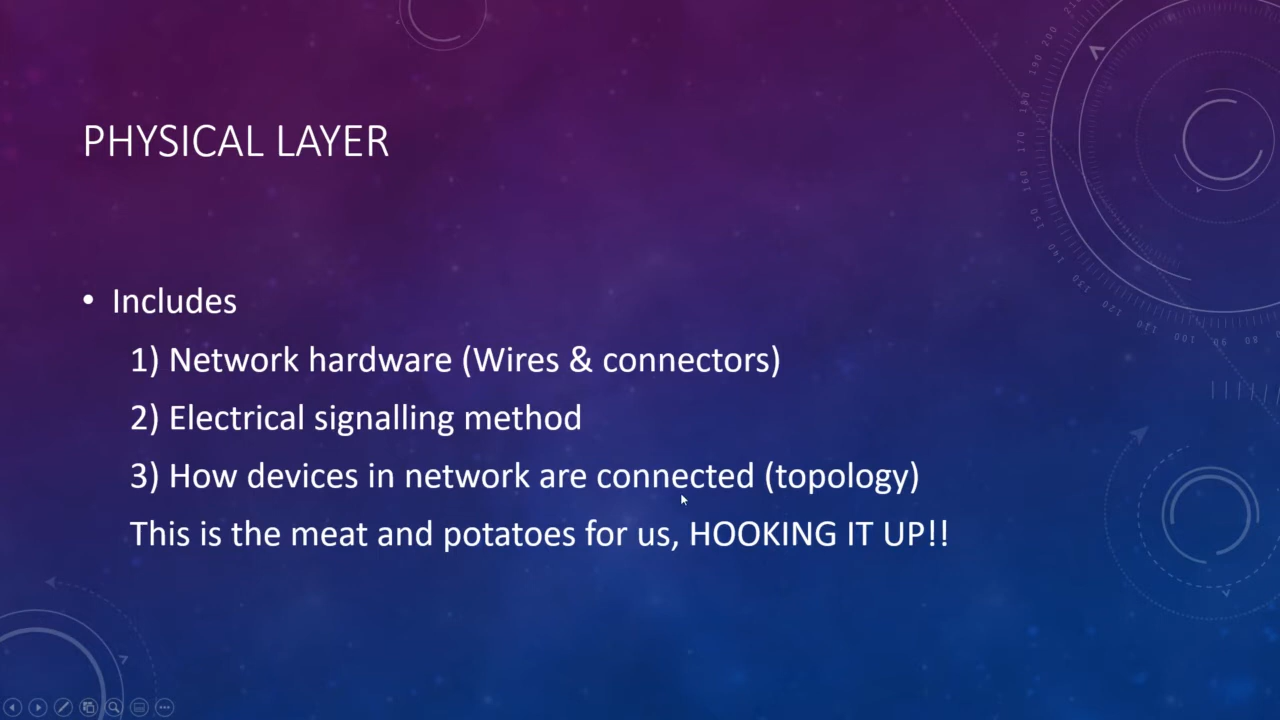 PHYSICAL LAYER
• Includes
1) Network hardware (Wires & connectors)
2) Electrical signalling method
3) How devices in network are connected (topology)
This is the meat and potatoes for us, HOOKING IT UP!!